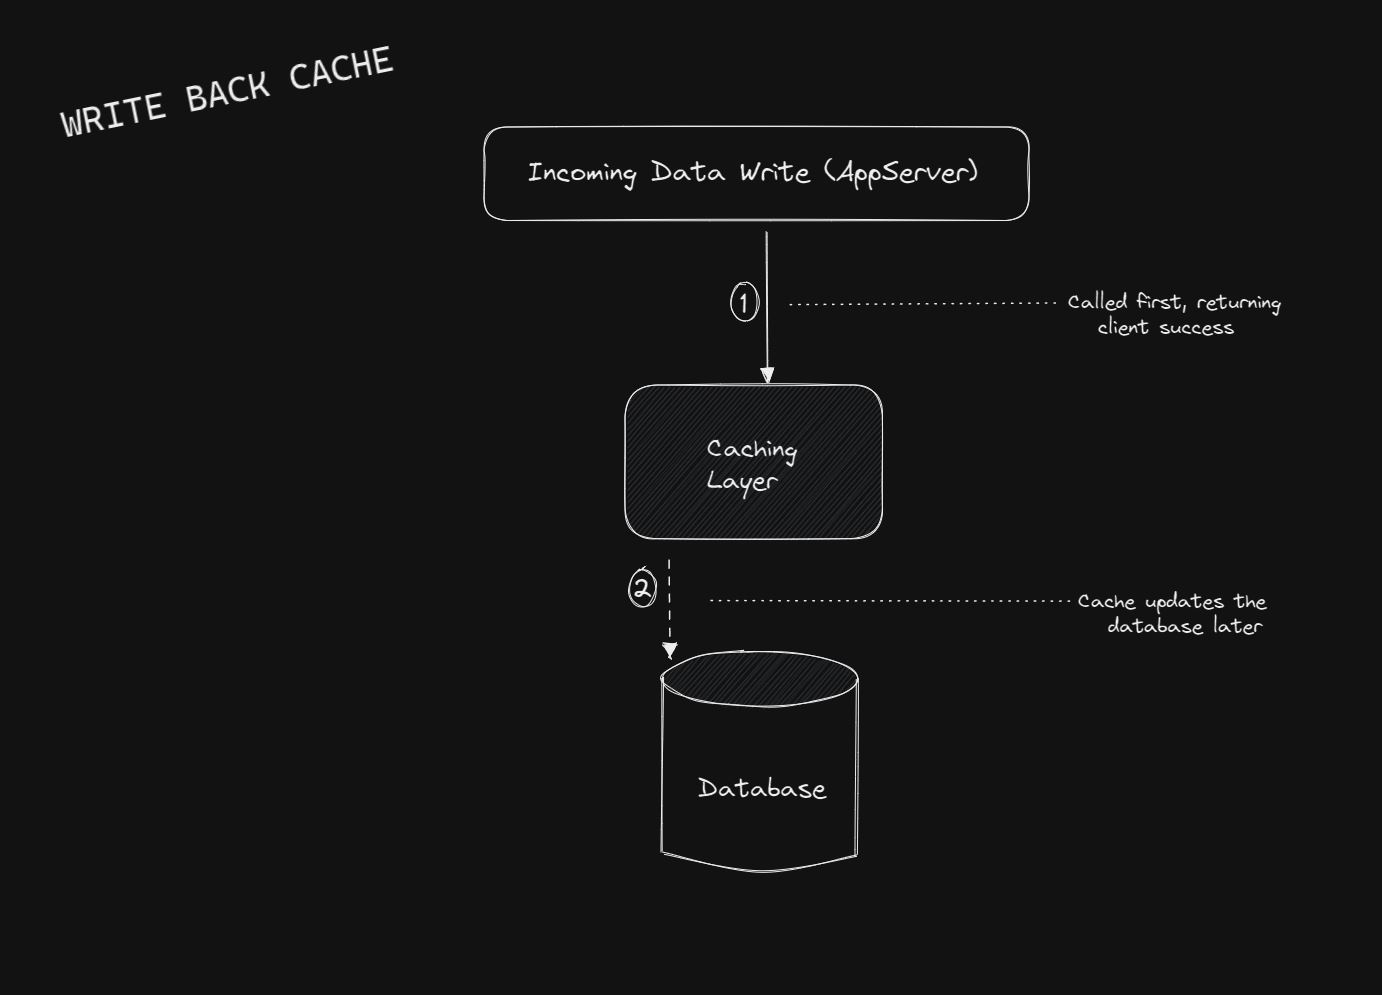 WRITE BACK CACHE
Incoming Data Write (AppServer)
1
Called first, returning
client success
Caching
Layer
2
Cache updates the
database later
Database